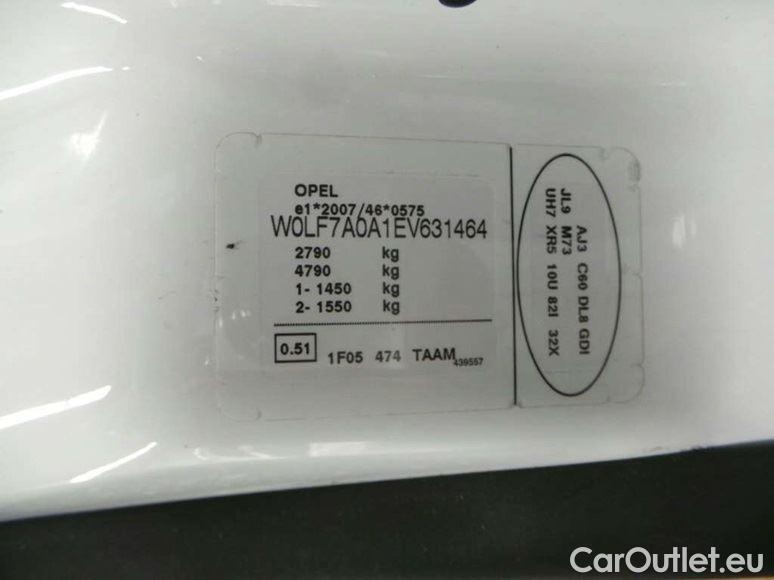 OPEL
e1*2007/46*0575
W0LF7A0A1EV631464
2790 kg
4790 kg
1- 1450 kg
2- 1550 kg
0.51 1F05 474 TAAM 439557
AJ3 C60 DL8 GDI
JL9 M73
UH7 XR5 10U 82I 32X
CarOutlet.eu